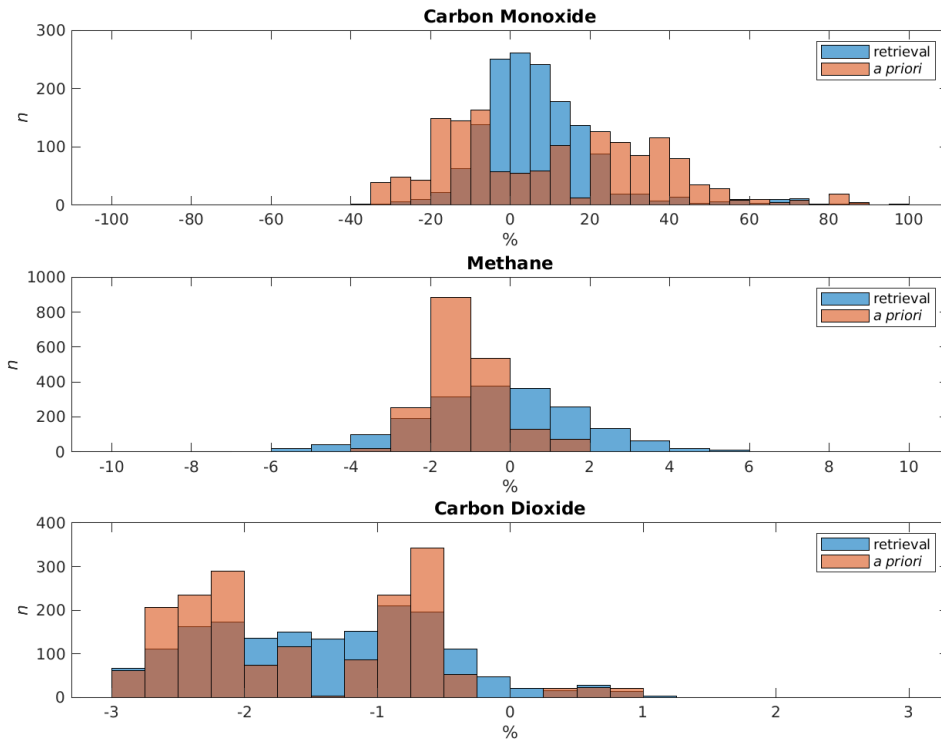 Carbon Monoxide
300
200
100
0
n
retrieval
a priori
-100 -80 -60 -40 -20 0 20 40 60 80 100
%
Methane
1000
800
600
400
200
0
n
retrieval
a priori
-10 -8 -6 -4 -2 0 2 4 6 8 10
%
Carbon Dioxide
400
300
200
100
0
n
retrieval
a priori
-3 -2 -1 0 1 2 3
%